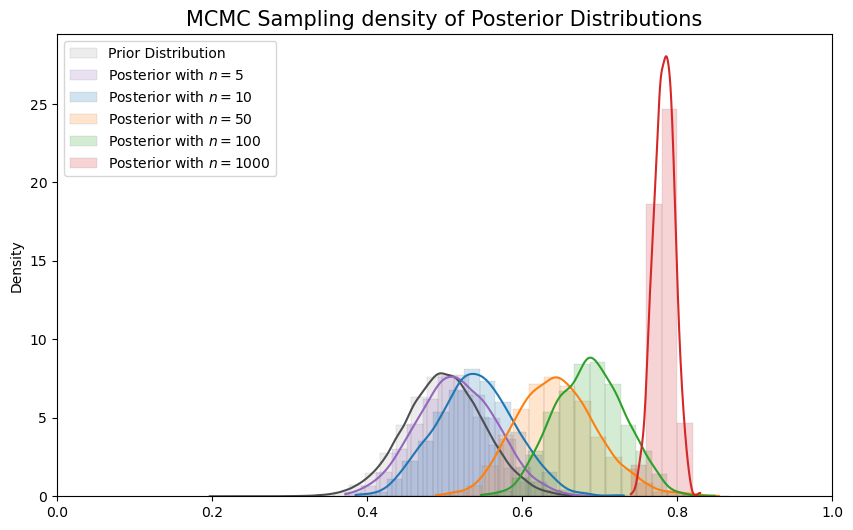 MCMC Sampling density of Posterior Distributions
Prior Distribution
Posterior with n = 5
Posterior with n = 10
Posterior with n = 50
Posterior with n = 100
Posterior with n = 1000
Density
25
20
15
10
5
0
0.0 0.2 0.4 0.6 0.8 1.0